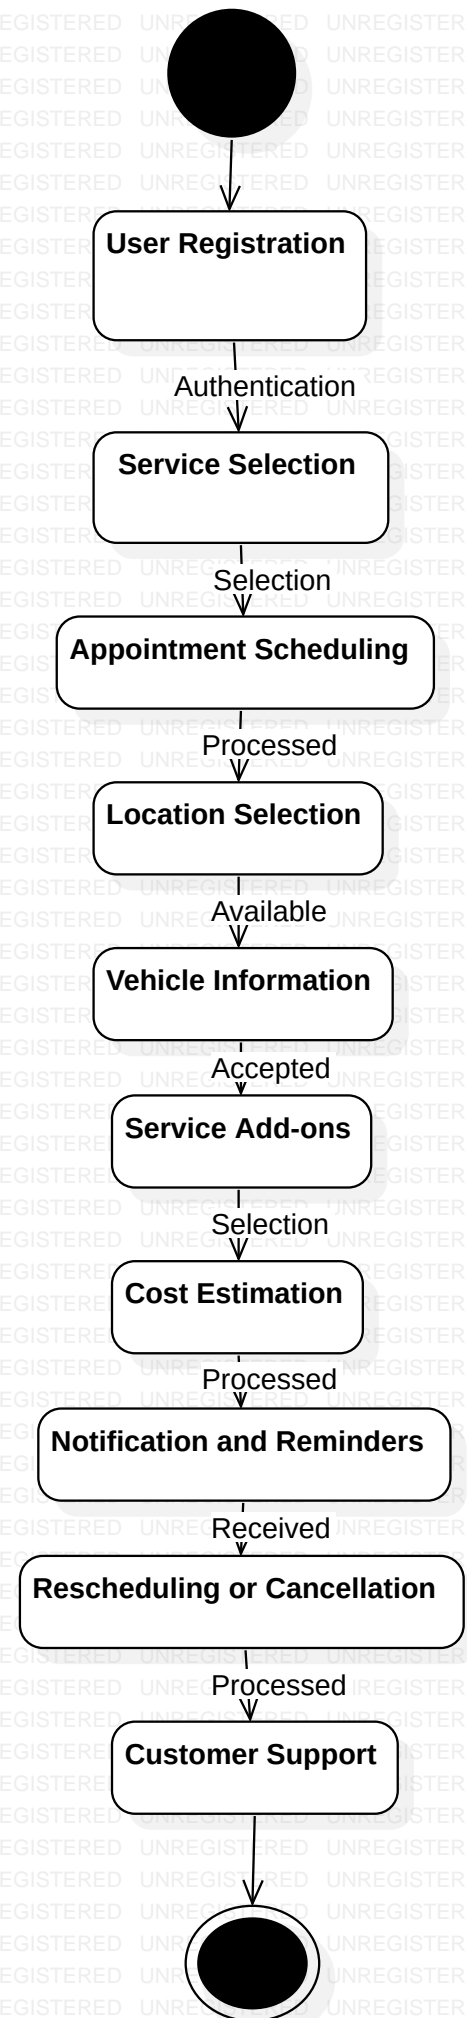 User Registration
Authentication
Service Selection
Selection
Appointment Scheduling
Processed
Location Selection
Available
Vehicle Information
Accepted
Service Add-ons
Selection
Cost Estimation
Processed
Notification and Reminders
Received
Rescheduling or Cancellation
Processed
Customer Support